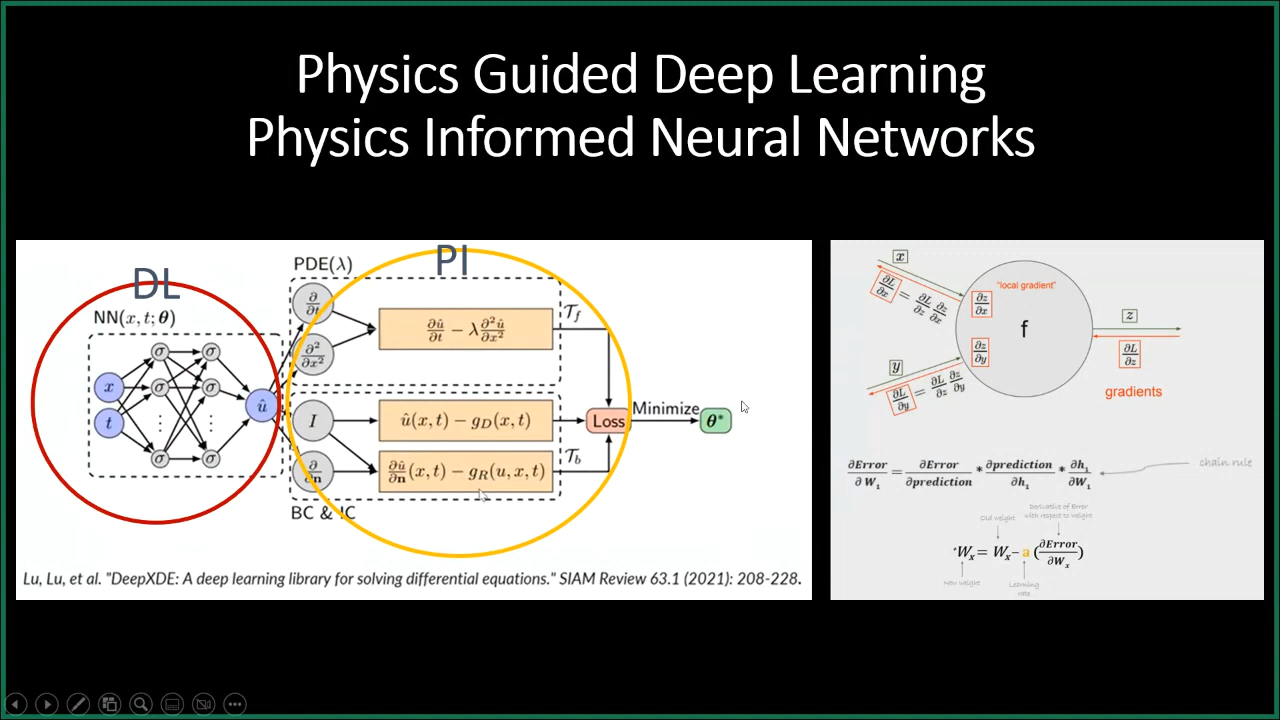 Physics Guided Deep Learning
Physics Informed Neural Networks
DL
PI
PDE(λ)
NN(x, t; θ)
∂/∂t
∂²/∂x²
∂û/∂t − λ ∂²û/∂x²
𝒯_f
σ σ
x
σ σ
t
⋮ ⋮
σ σ
û
I
û(x, t) − g_D(x, t)
∂/∂n
∂û/∂n (x, t) − g_R(u, x, t)
𝒯_b
Loss
Minimize
θ*
BC & IC
Lu, Lu, et al. "DeepXDE: A deep learning library for solving differential equations." SIAM Review 63.1 (2021): 208-228.
x
∂L/∂x = ∂L/∂z ∂z/∂x
"local gradient"
∂z/∂x
f
z
∂L/∂z
gradients
y
∂z/∂y
∂L/∂y = ∂L/∂z ∂z/∂y
∂Error/∂W₁ = ∂Error/∂prediction * ∂prediction/∂h₁ * ∂h₁/∂W₁
chain rule
Old weight
Derivative of Error
with respect to weight
*Wₓ = Wₓ − a (∂Error/∂Wₓ)
New weight
Learning
rate